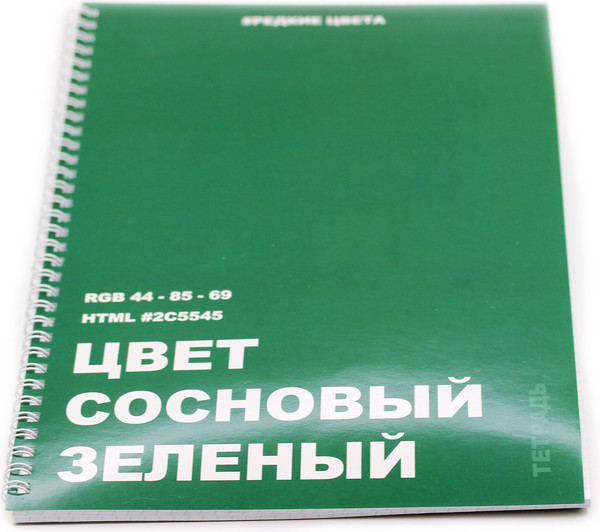 #РЕДКИЕ ЦВЕТА
RGB 44 - 85 - 69
HTML #2C5545
ЦВЕТ
СОСНОВЫЙ
ЗЕЛЕНЫЙ
ТЕТРАДЬ